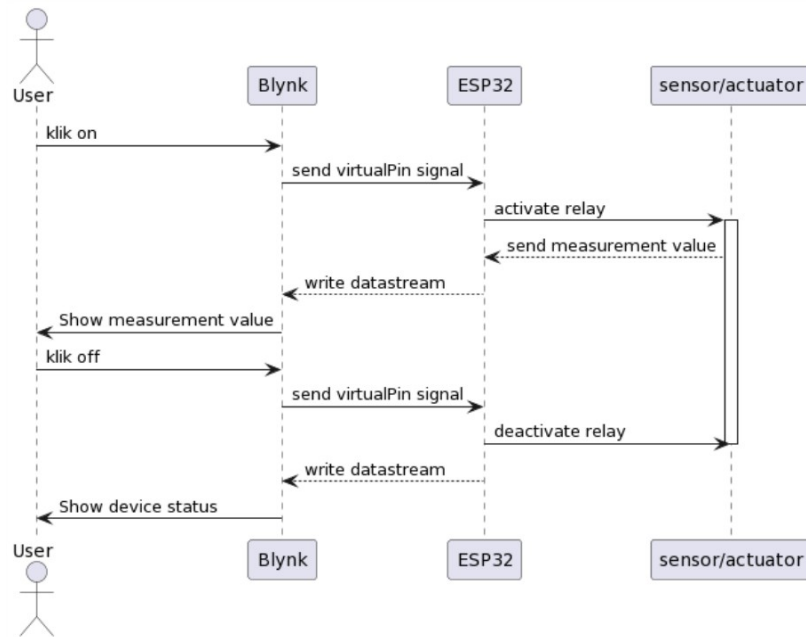 User
Blynk
ESP32
sensor/actuator
klik on
send virtualPin signal
activate relay
send measurement value
write datastream
Show measurement value
klik off
send virtualPin signal
deactivate relay
write datastream
Show device status
User
Blynk
ESP32
sensor/actuator